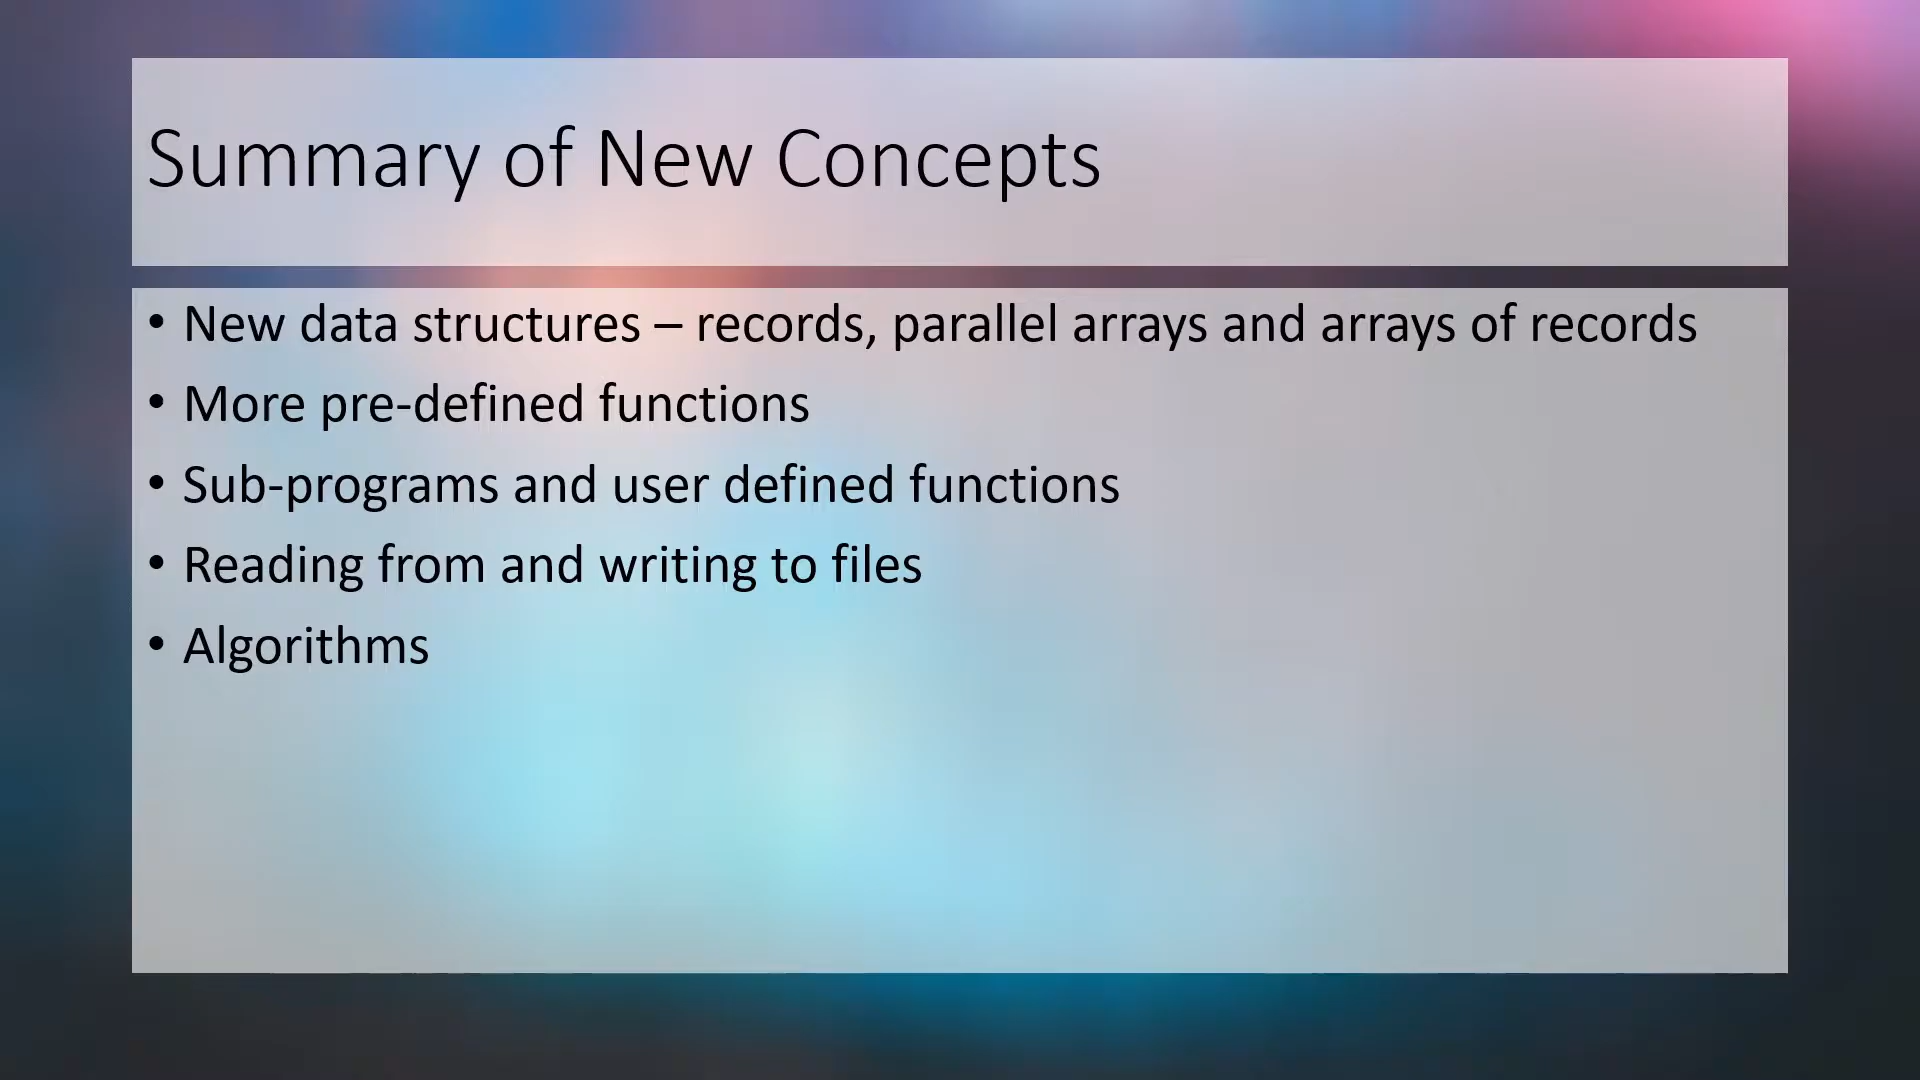 Summary of New Concepts
• New data structures – records, parallel arrays and arrays of records
• More pre-defined functions
• Sub-programs and user defined functions
• Reading from and writing to files
• Algorithms